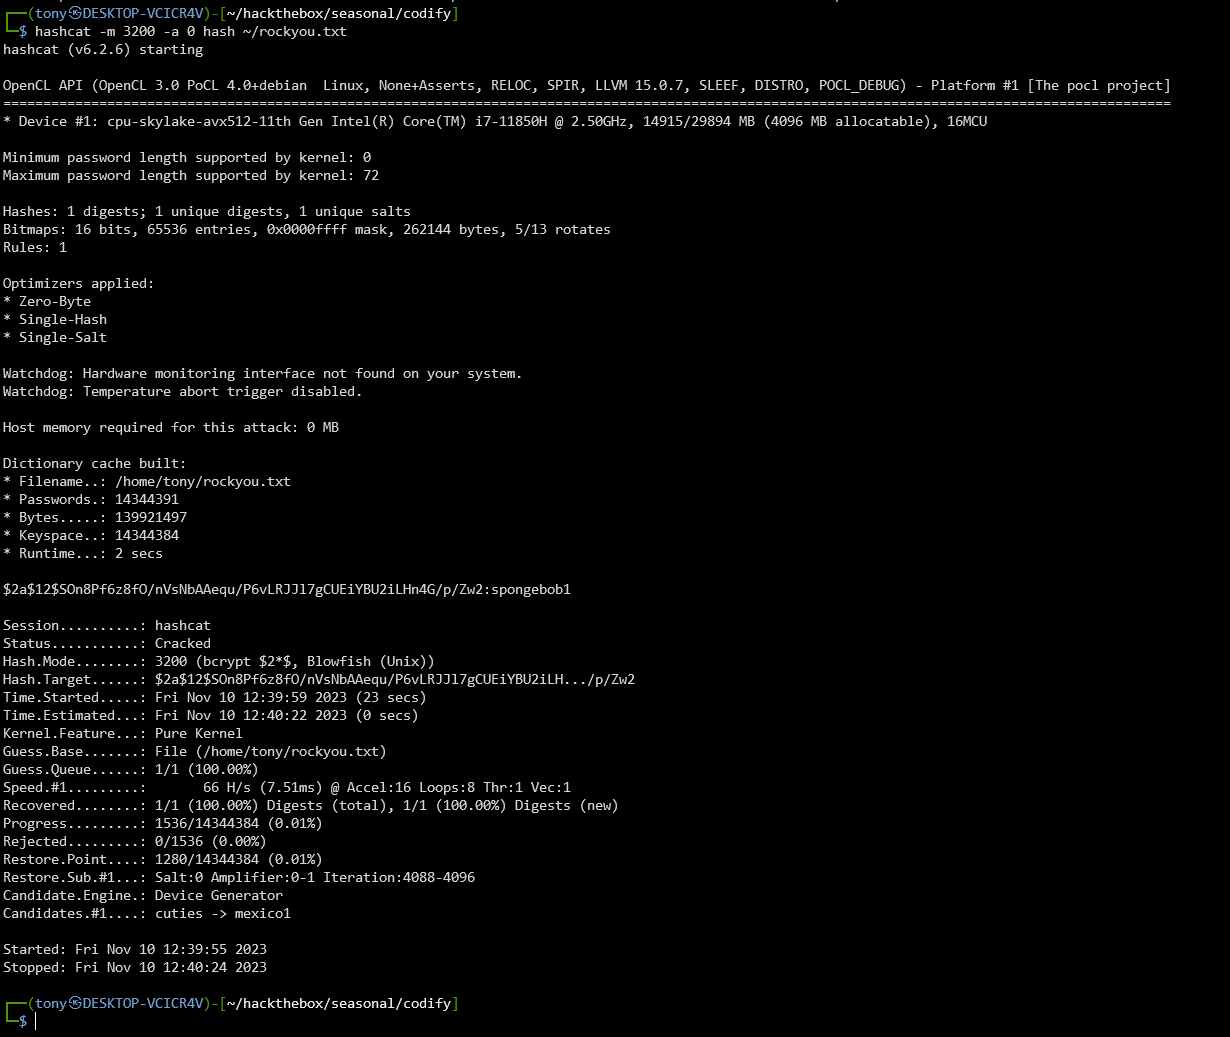 ┌──(tony㉿DESKTOP-VCICR4V)-[~/hackthebox/seasonal/codify]
└─$ hashcat -m 3200 -a 0 hash ~/rockyou.txt
hashcat (v6.2.6) starting

OpenCL API (OpenCL 3.0 PoCL 4.0+debian  Linux, None+Asserts, RELOC, SPIR, LLVM 15.0.7, SLEEF, DISTRO, POCL_DEBUG) - Platform #1 [The pocl project]
==================================================================================================================================================
* Device #1: cpu-skylake-avx512-11th Gen Intel(R) Core(TM) i7-11850H @ 2.50GHz, 14915/29894 MB (4096 MB allocatable), 16MCU

Minimum password length supported by kernel: 0
Maximum password length supported by kernel: 72

Hashes: 1 digests; 1 unique digests, 1 unique salts
Bitmaps: 16 bits, 65536 entries, 0x0000ffff mask, 262144 bytes, 5/13 rotates
Rules: 1

Optimizers applied:
* Zero-Byte
* Single-Hash
* Single-Salt

Watchdog: Hardware monitoring interface not found on your system.
Watchdog: Temperature abort trigger disabled.

Host memory required for this attack: 0 MB

Dictionary cache built:
* Filename..: /home/tony/rockyou.txt
* Passwords.: 14344391
* Bytes.....: 139921497
* Keyspace..: 14344384
* Runtime...: 2 secs

$2a$12$SOn8Pf6z8fO/nVsNbAAequ/P6vLRJJl7gCUEiYBU2iLHn4G/p/Zw2:spongebob1

Session..........: hashcat
Status...........: Cracked
Hash.Mode........: 3200 (bcrypt $2*$, Blowfish (Unix))
Hash.Target......: $2a$12$SOn8Pf6z8fO/nVsNbAAequ/P6vLRJJl7gCUEiYBU2iLH.../p/Zw2
Time.Started.....: Fri Nov 10 12:39:59 2023 (23 secs)
Time.Estimated...: Fri Nov 10 12:40:22 2023 (0 secs)
Kernel.Feature...: Pure Kernel
Guess.Base.......: File (/home/tony/rockyou.txt)
Guess.Queue......: 1/1 (100.00%)
Speed.#1.........:       66 H/s (7.51ms) @ Accel:16 Loops:8 Thr:1 Vec:1
Recovered........: 1/1 (100.00%) Digests (total), 1/1 (100.00%) Digests (new)
Progress.........: 1536/14344384 (0.01%)
Rejected.........: 0/1536 (0.00%)
Restore.Point....: 1280/14344384 (0.01%)
Restore.Sub.#1...: Salt:0 Amplifier:0-1 Iteration:4088-4096
Candidate.Engine.: Device Generator
Candidates.#1....: cuties -> mexico1

Started: Fri Nov 10 12:39:55 2023
Stopped: Fri Nov 10 12:40:24 2023

┌──(tony㉿DESKTOP-VCICR4V)-[~/hackthebox/seasonal/codify]
└─$